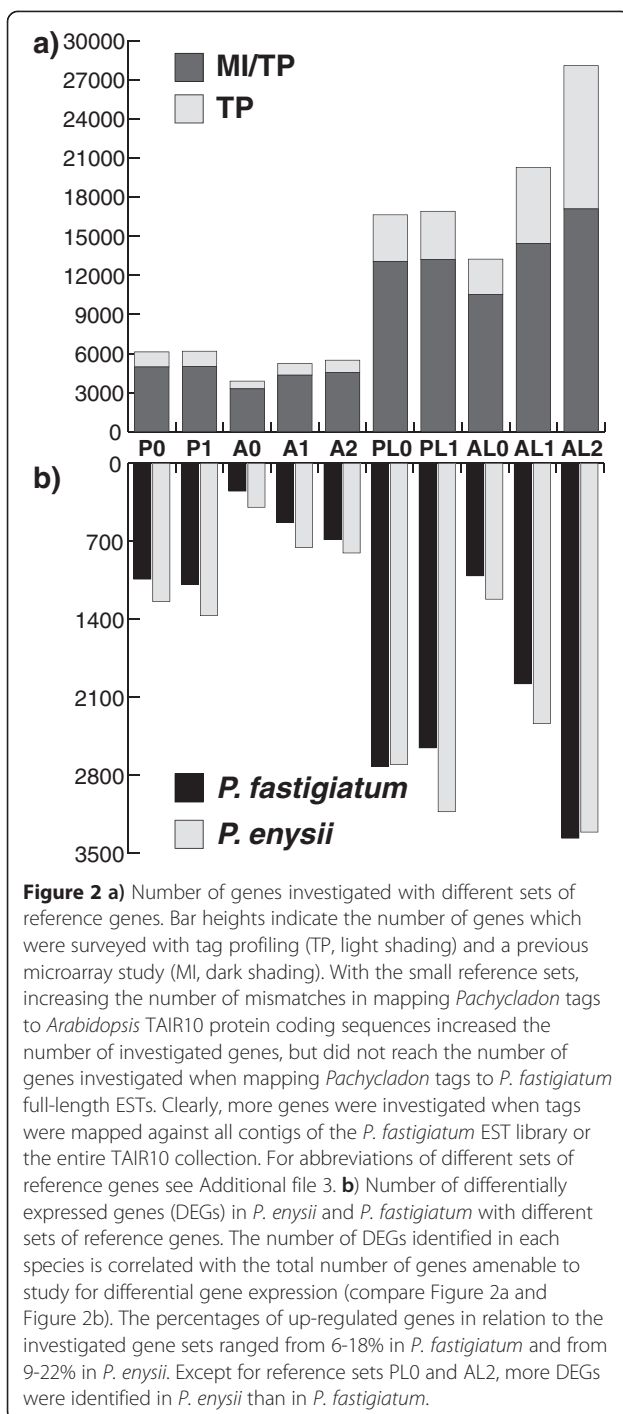 a)
30000
27000
24000
21000
18000
15000
12000
9000
6000
3000
0
MI/TP
TP
P0 P1 A0 A1 A2 PL0 PL1 AL0 AL1 AL2
b)
0
700
1400
2100
2800
3500
P. fastigiatum
P. enysii
Figure 2 a) Number of genes investigated with different sets of
reference genes. Bar heights indicate the number of genes which
were surveyed with tag profiling (TP, light shading) and a previous
microarray study (MI, dark shading). With the small reference sets,
increasing the number of mismatches in mapping Pachycladon tags
to Arabidopsis TAIR10 protein coding sequences increased the
number of investigated genes, but did not reach the number of
genes investigated when mapping Pachycladon tags to P. fastigiatum
full-length ESTs. Clearly, more genes were investigated when tags
were mapped against all contigs of the P. fastigiatum EST library or
the entire TAIR10 collection. For abbreviations of different sets of
reference genes see Additional file 3. b) Number of differentially
expressed genes (DEGs) in P. enysii and P. fastigiatum with different
sets of reference genes. The number of DEGs identified in each
species is correlated with the total number of genes amenable to
study for differential gene expression (compare Figure 2a and
Figure 2b). The percentages of up-regulated genes in relation to the
investigated gene sets ranged from 6-18% in P. fastigiatum and from
9-22% in P. enysii. Except for reference sets PL0 and AL2, more DEGs
were identified in P. enysii than in P. fastigiatum.